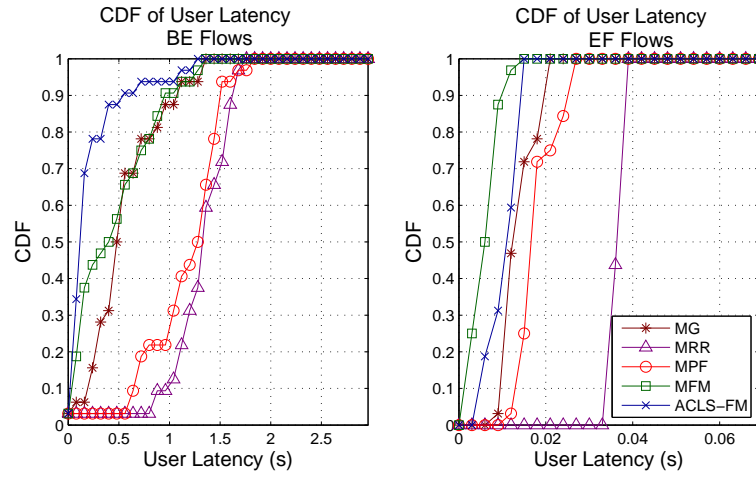 CDF of User Latency
BE Flows
1
0.9
0.8
0.7
0.6
0.5
0.4
0.3
0.2
0.1
0
CDF
0 0.5 1 1.5 2 2.5
User Latency (s)
CDF of User Latency
EF Flows
1
0.9
0.8
0.7
0.6
0.5
0.4
0.3
0.2
0.1
0
CDF
MG
MRR
MPF
MFM
ACLS−FM
0 0.02 0.04 0.06
User Latency (s)